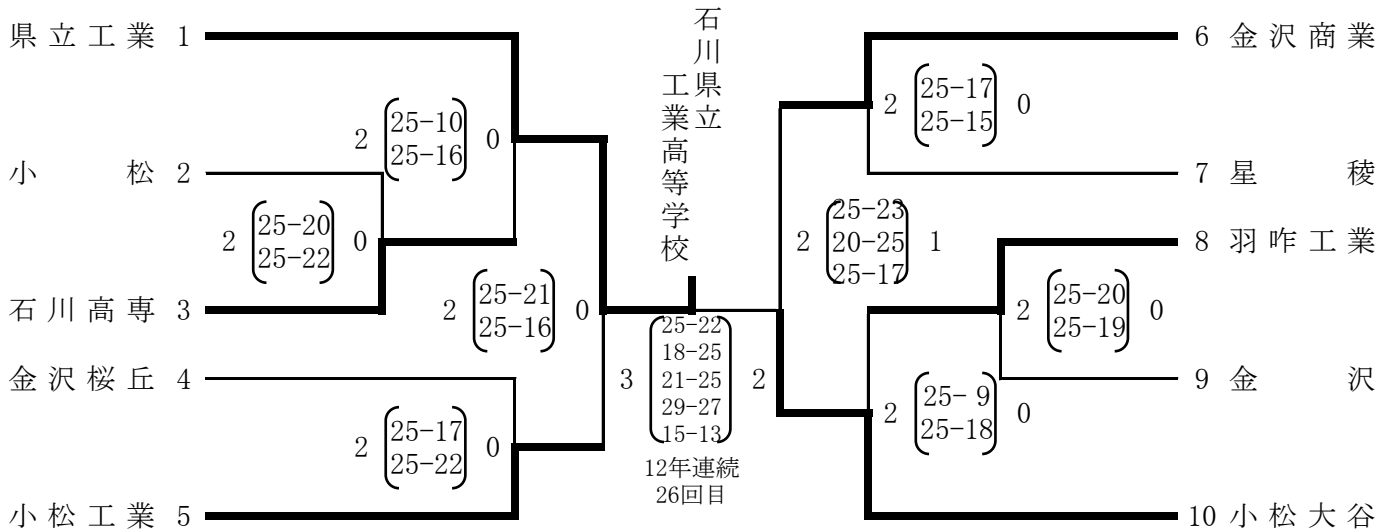 県立工業 1
2 25-10 0
25-16
小松 2
2 25-20 0
25-22
石川高専 3
2 25-21 0
25-16
金沢桜丘 4
2 25-17 0
25-22
小松工業 5
石川県立
工業高等学校
3 25-22 2
18-25
21-25
29-27
15-13
12年連続
26回目
6 金沢商業
2 25-17 0
25-15
7 星稜
2 25-23 1
20-25
25-17
8 羽咋工業
2 25-20 0
25-19
9 金沢
2 25- 9 0
25-18
10 小松大谷